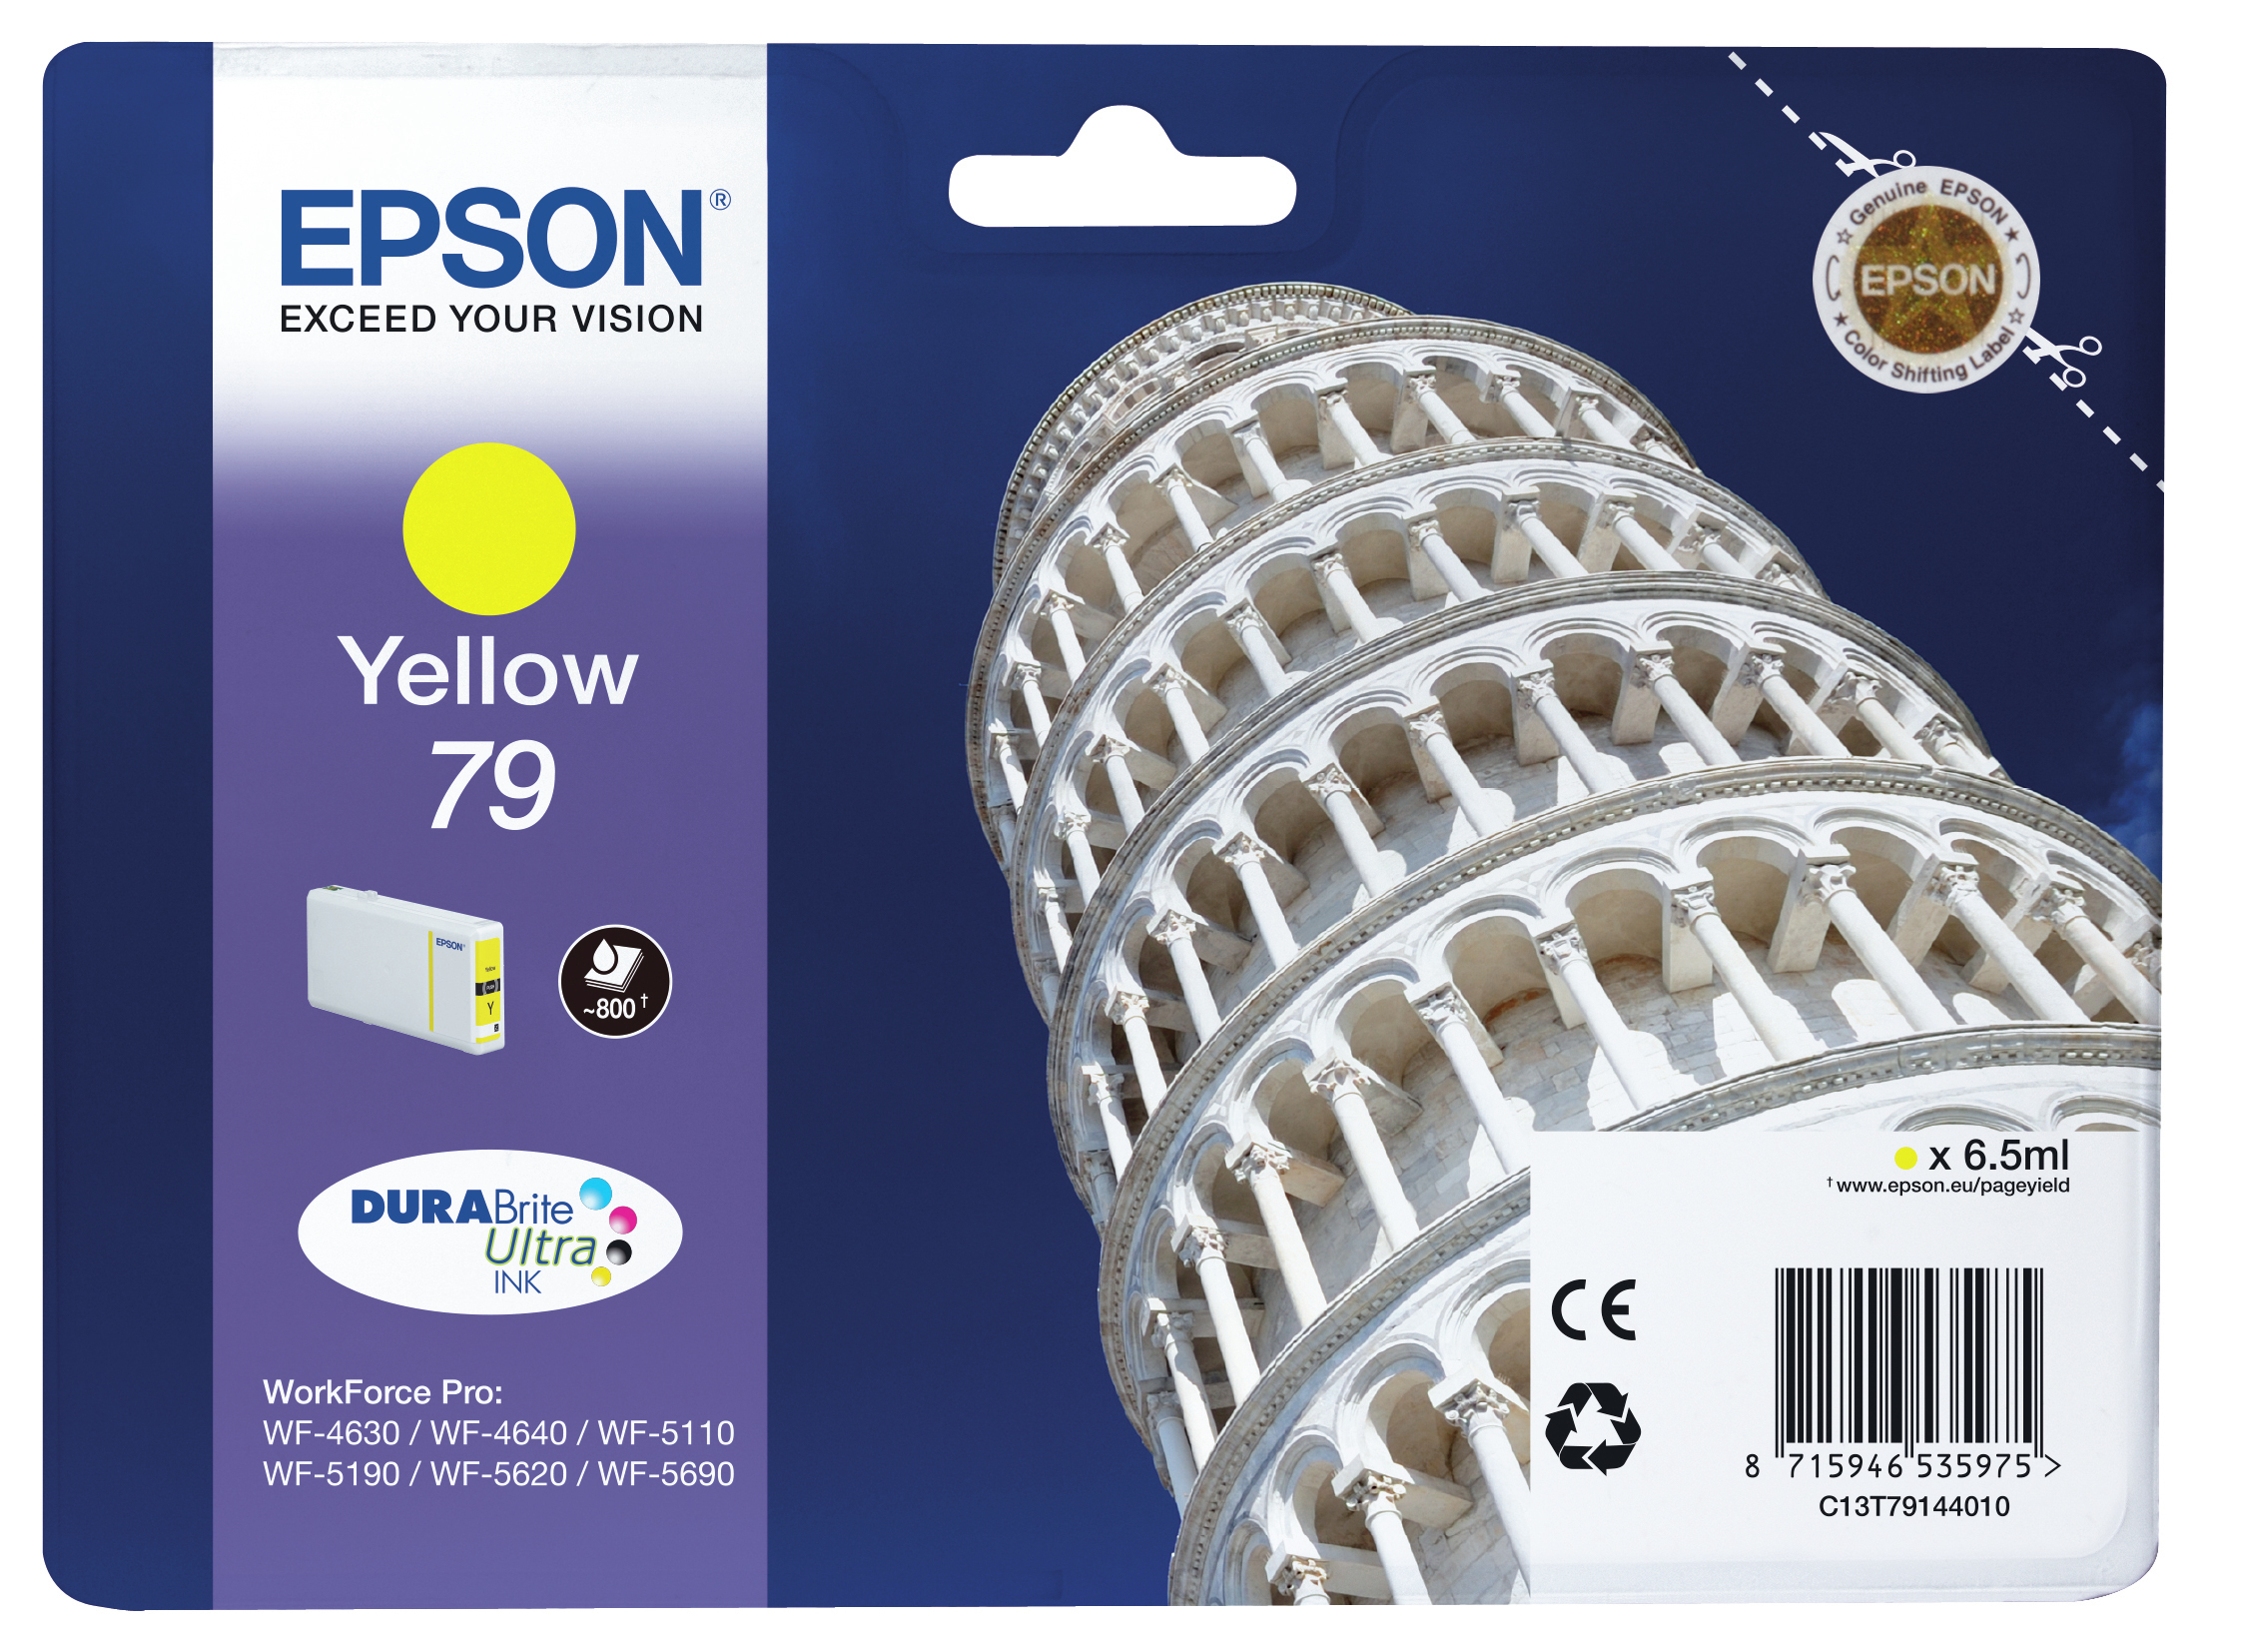 EPSON®
EXCEED YOUR VISION
Yellow
79
EPSON®
Yellow
Y
~800†
DURABrite
Ultra
INK
WorkForce Pro:
WF-4630 / WF-4640 / WF-5110
WF-5190 / WF-5620 / WF-5690
Genuine EPSON
EPSON
Color Shifting Label
x 6.5ml
† www.epson.eu/pageyield
CE
8 715946 535975 >
C13T79144010